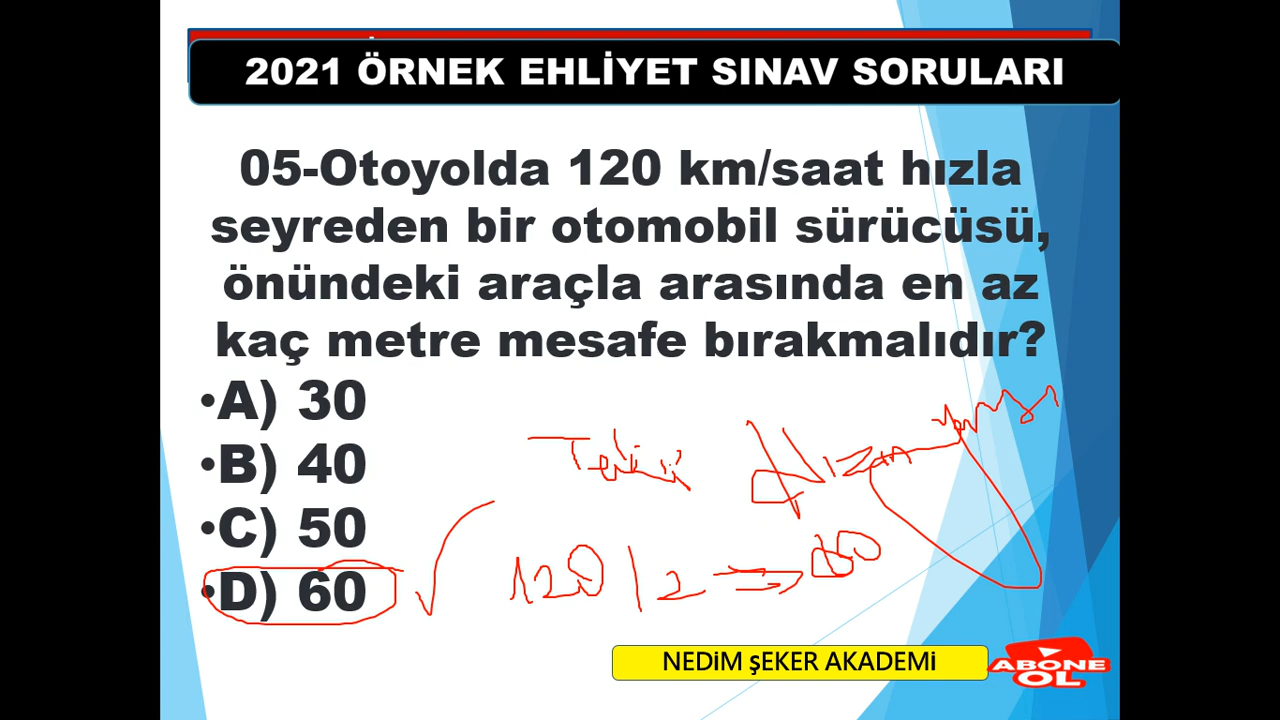 2021 ÖRNEK EHLİYET SINAV SORULARI
05-Otoyolda 120 km/saat hızla
seyreden bir otomobil sürücüsü,
önündeki araçla arasında en az
kaç metre mesafe bırakmalıdır?
•A) 30
•B) 40
•C) 50
•D) 60
120/2 => 60
NEDİM ŞEKER AKADEMİ
ABONE
OL